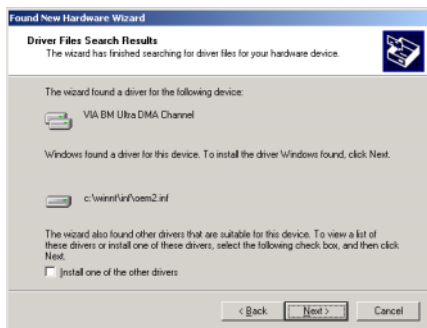 Found New Hardware Wizard
Driver Files Search Results
The wizard has finished searching for driver files for your hardware device.
The wizard found a driver for the following device:
VIA BM Ultra DMA Channel
Windows found a driver for this device. To install the driver Windows found, click Next.
c:\winnt\inf\oem2.inf
The wizard also found other drivers that are suitable for this device. To view a list of
these drivers or install one of these drivers, select the following check box, and then click
Next.
Install one of the other drivers
< Back Next > Cancel